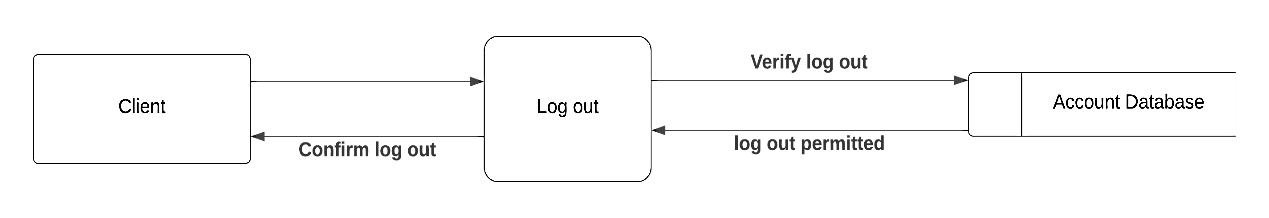 Verify log out
Client
Log out
Account Database
Confirm log out
log out permitted